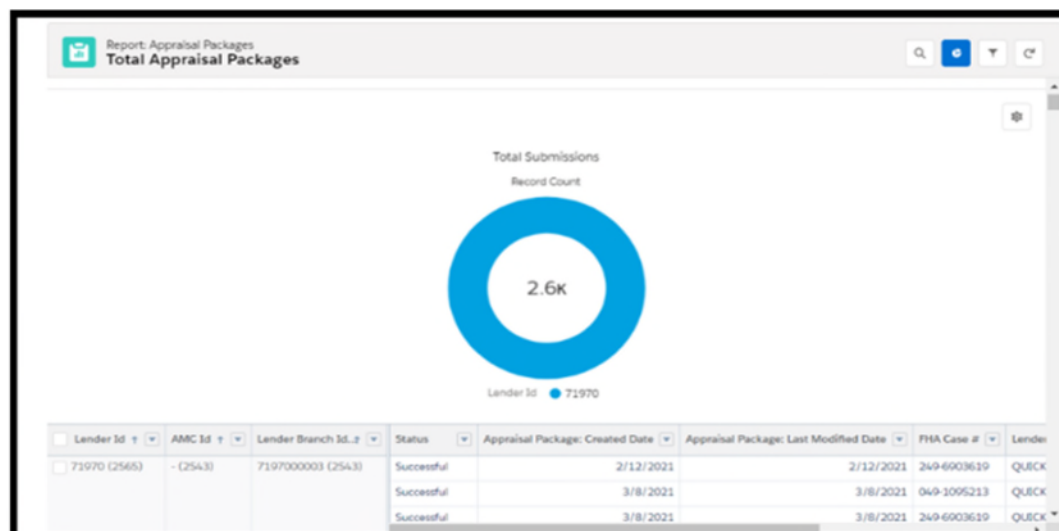 Report: Appraisal Packages
Total Appraisal Packages
Total Submissions
Record Count
2.6K
Lender Id 71970
Lender Id AMC Id Lender Branch Id... Status Appraisal Package: Created Date Appraisal Package: Last Modified Date FHA Case # Lender
71970 (2565) - (2543) 7197000003 (2543) Successful 2/12/2021 2/12/2021 249-6903619 QUICK
Successful 3/8/2021 3/8/2021 049-1095213 QUICK
Successful 3/8/2021 3/8/2021 249-6903619 QUICK